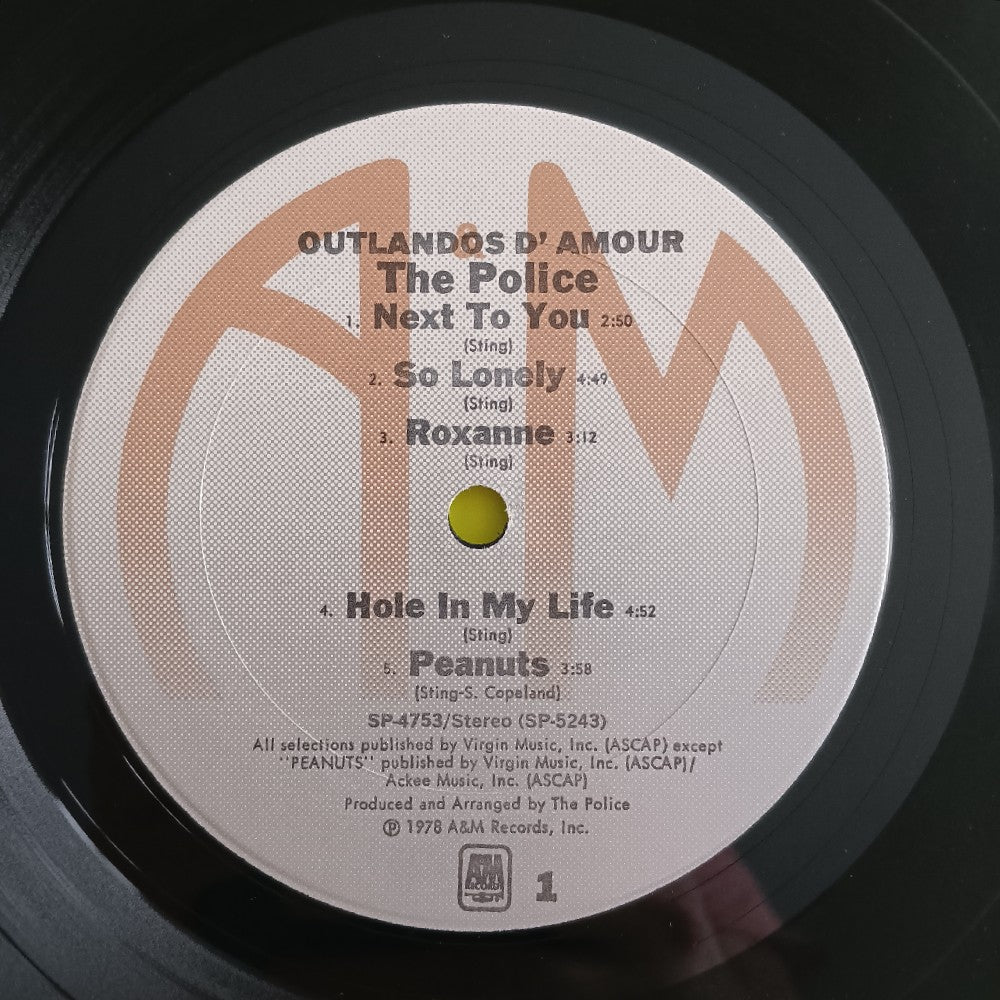 A&M
OUTLANDOS D' AMOUR
The Police
1. Next To You 2:50
(Sting)
2. So Lonely 4:49
(Sting)
3. Roxanne 3:12
(Sting)
4. Hole In My Life 4:52
(Sting)
5. Peanuts 3:58
(Sting-S. Copeland)
SP-4753/Stereo (SP-5243)
All selections published by Virgin Music, Inc. (ASCAP) except
"PEANUTS" published by Virgin Music, Inc. (ASCAP)/
Ackee Music, Inc. (ASCAP)
Produced and Arranged by The Police
℗ 1978 A&M Records, Inc.
A&M
RECORDS
1